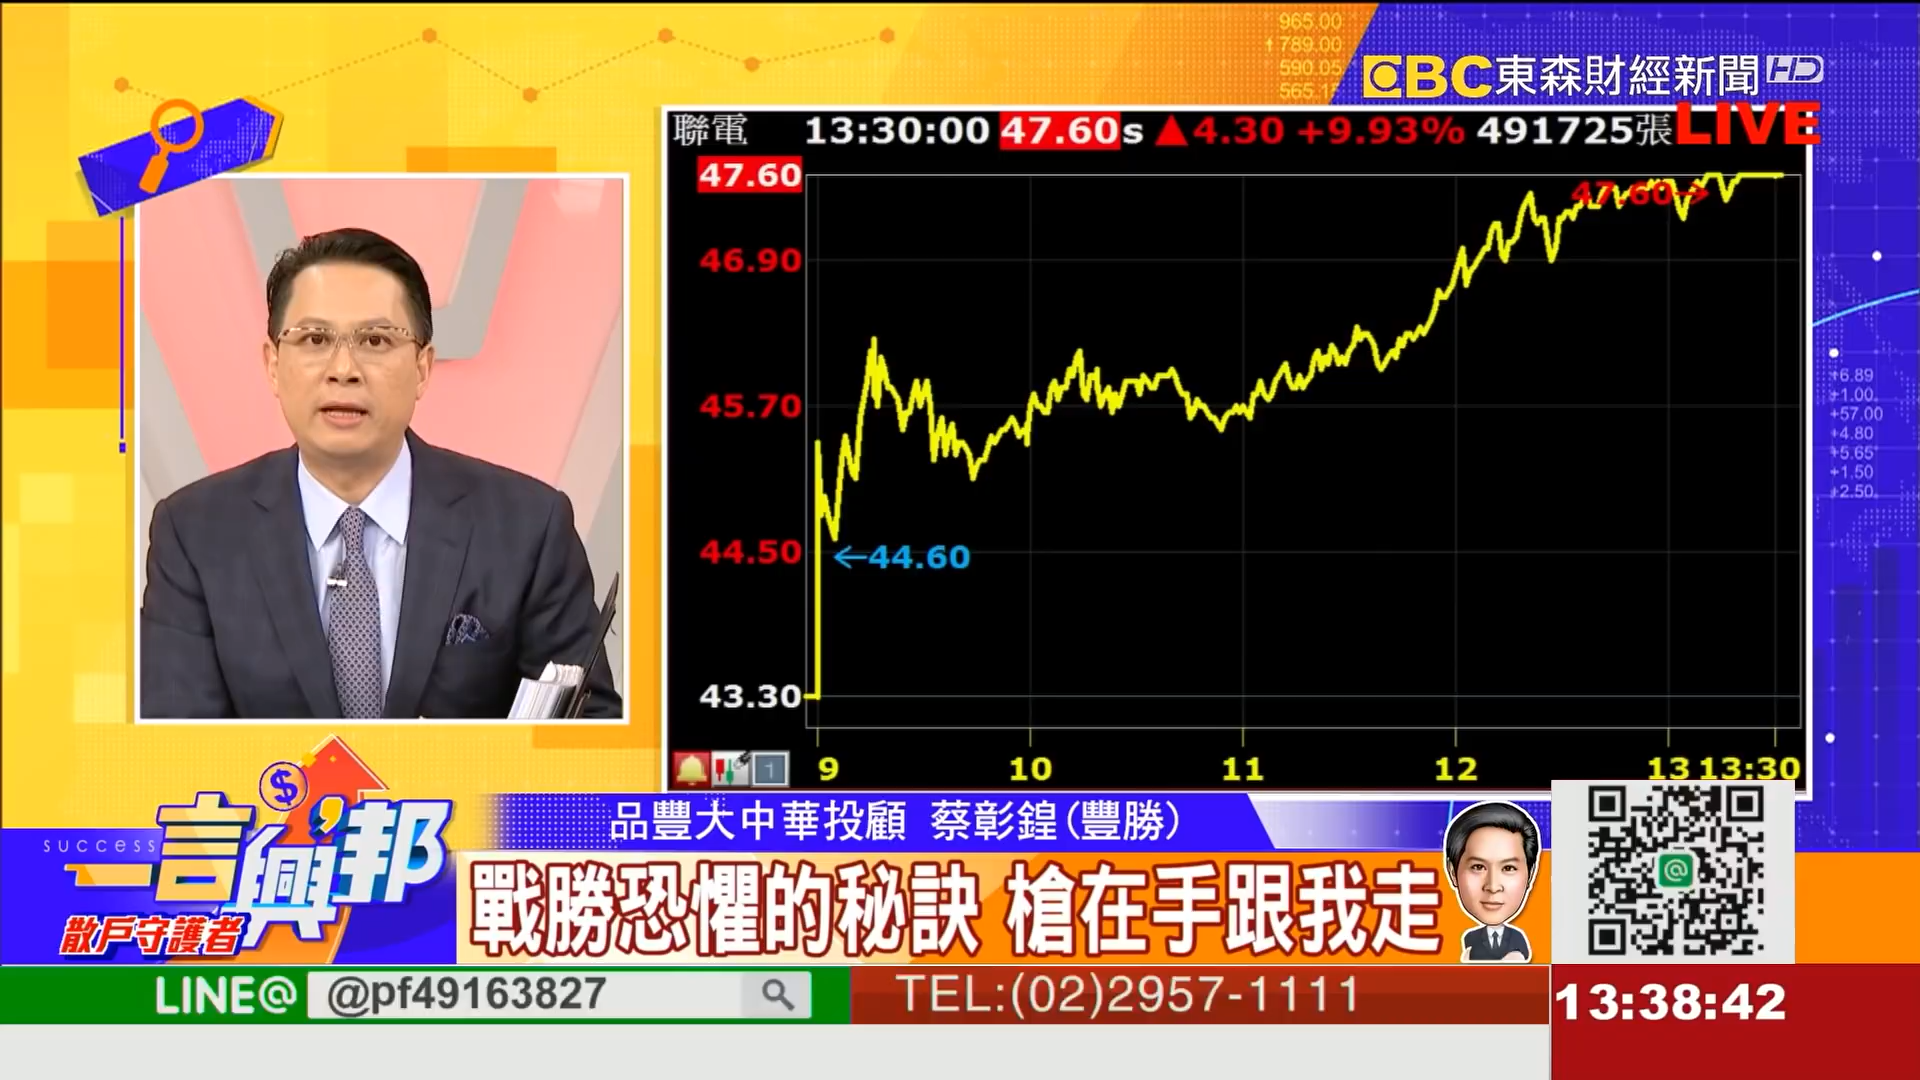 965.00
789.00
590.05
EBC東森財經新聞HD
LIVE
聯電 13:30:00 47.60s ▲4.30 +9.93% 491725張
47.60
47.60→
46.90
45.70
44.50
←44.60
43.30
9 10 11 12 13 13:30
+6.89
+1.00
+57.00
+4.80
+5.65
+1.50
+2.50
品豐大中華投顧 蔡彰鍠(豐勝)
success
一言興邦
散戶守護者
戰勝恐懼的秘訣 槍在手跟我走
LINE@ @pf49163827
TEL:(02)2957-1111
13:38:42